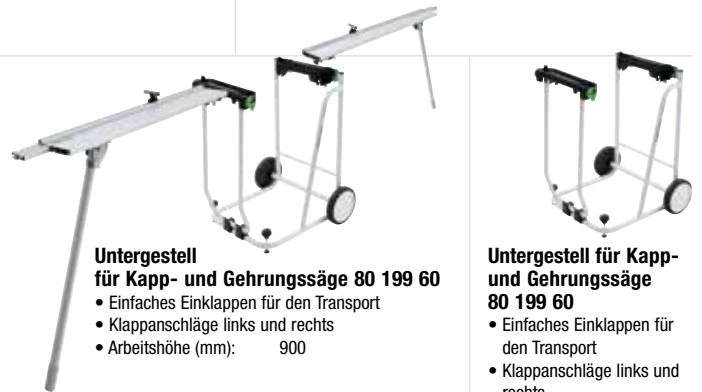 Untergestell
für Kapp- und Gehrungssäge 80 199 60
• Einfaches Einklappen für den Transport
• Klappanschläge links und rechts
• Arbeitshöhe (mm): 900
Untergestell für Kapp-
und Gehrungssäge
80 199 60
• Einfaches Einklappen für
den Transport
• Klappanschläge links und
rechts